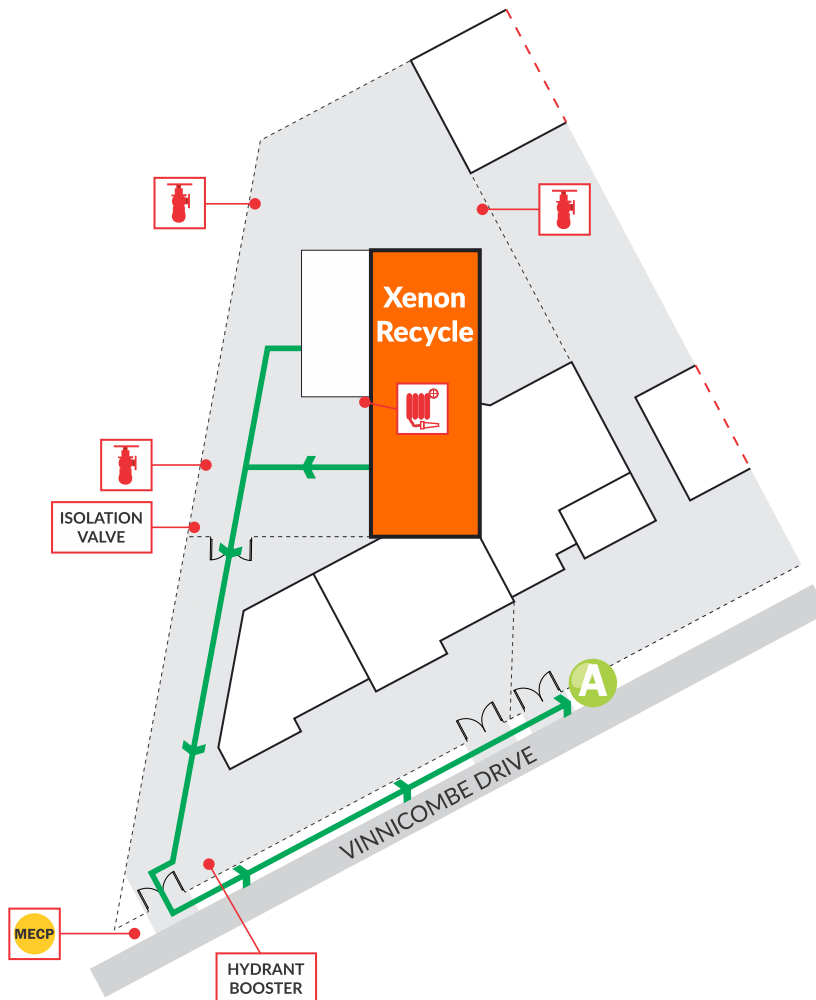 Xenon
Recycle
ISOLATION
VALVE
A
VINNICOMBE DRIVE
MECP
HYDRANT
BOOSTER